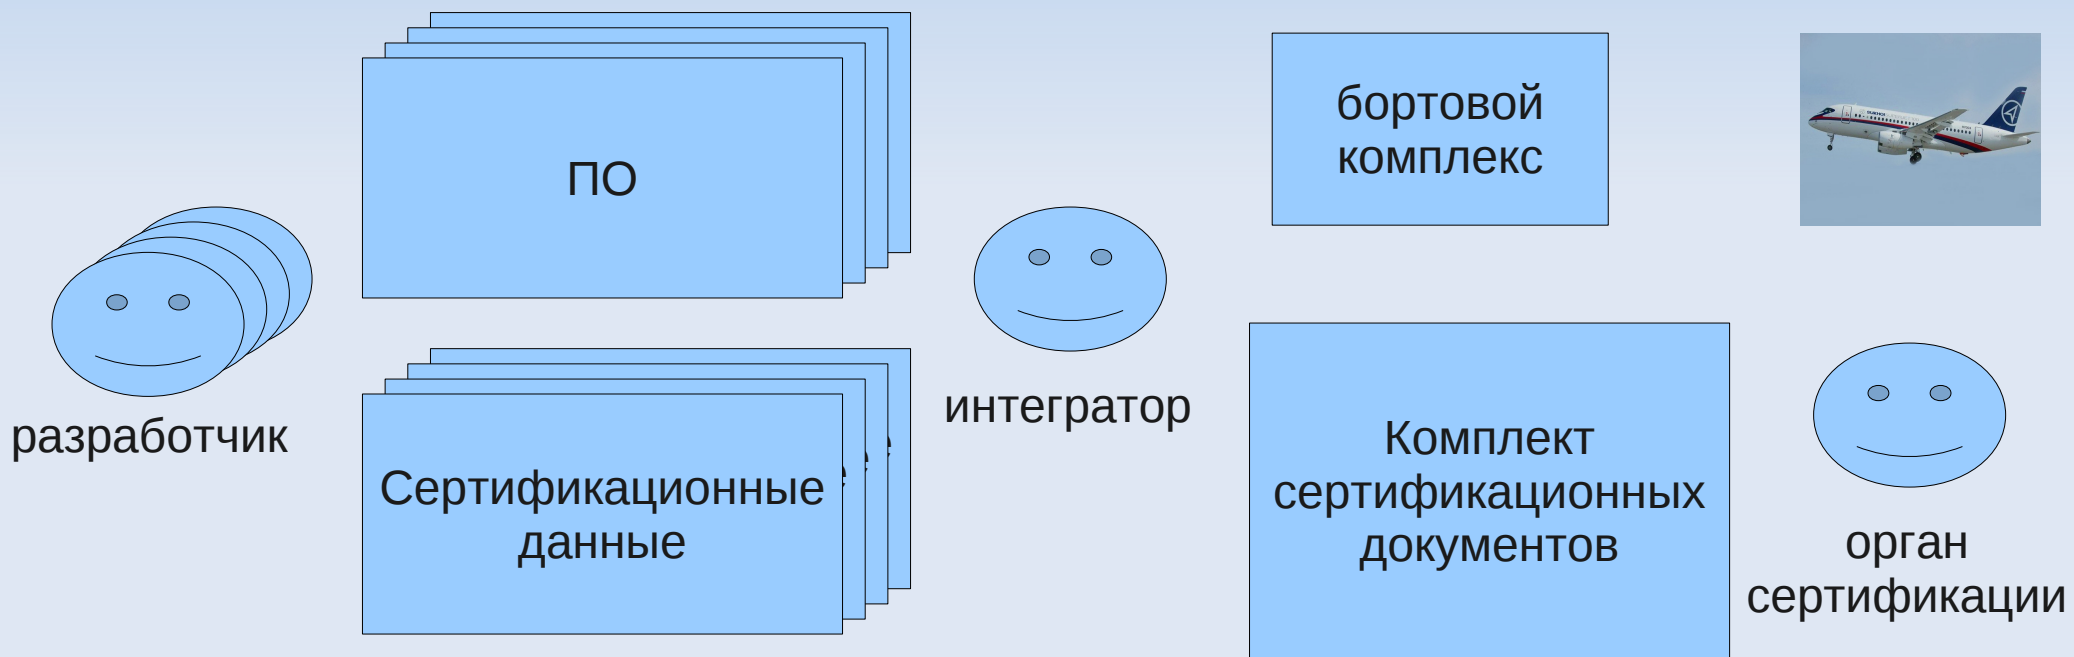 ПО
разработчик
Сертификационные
данные
интегратор
бортовой
комплекс
Комплект
сертификационных
документов
орган
сертификации